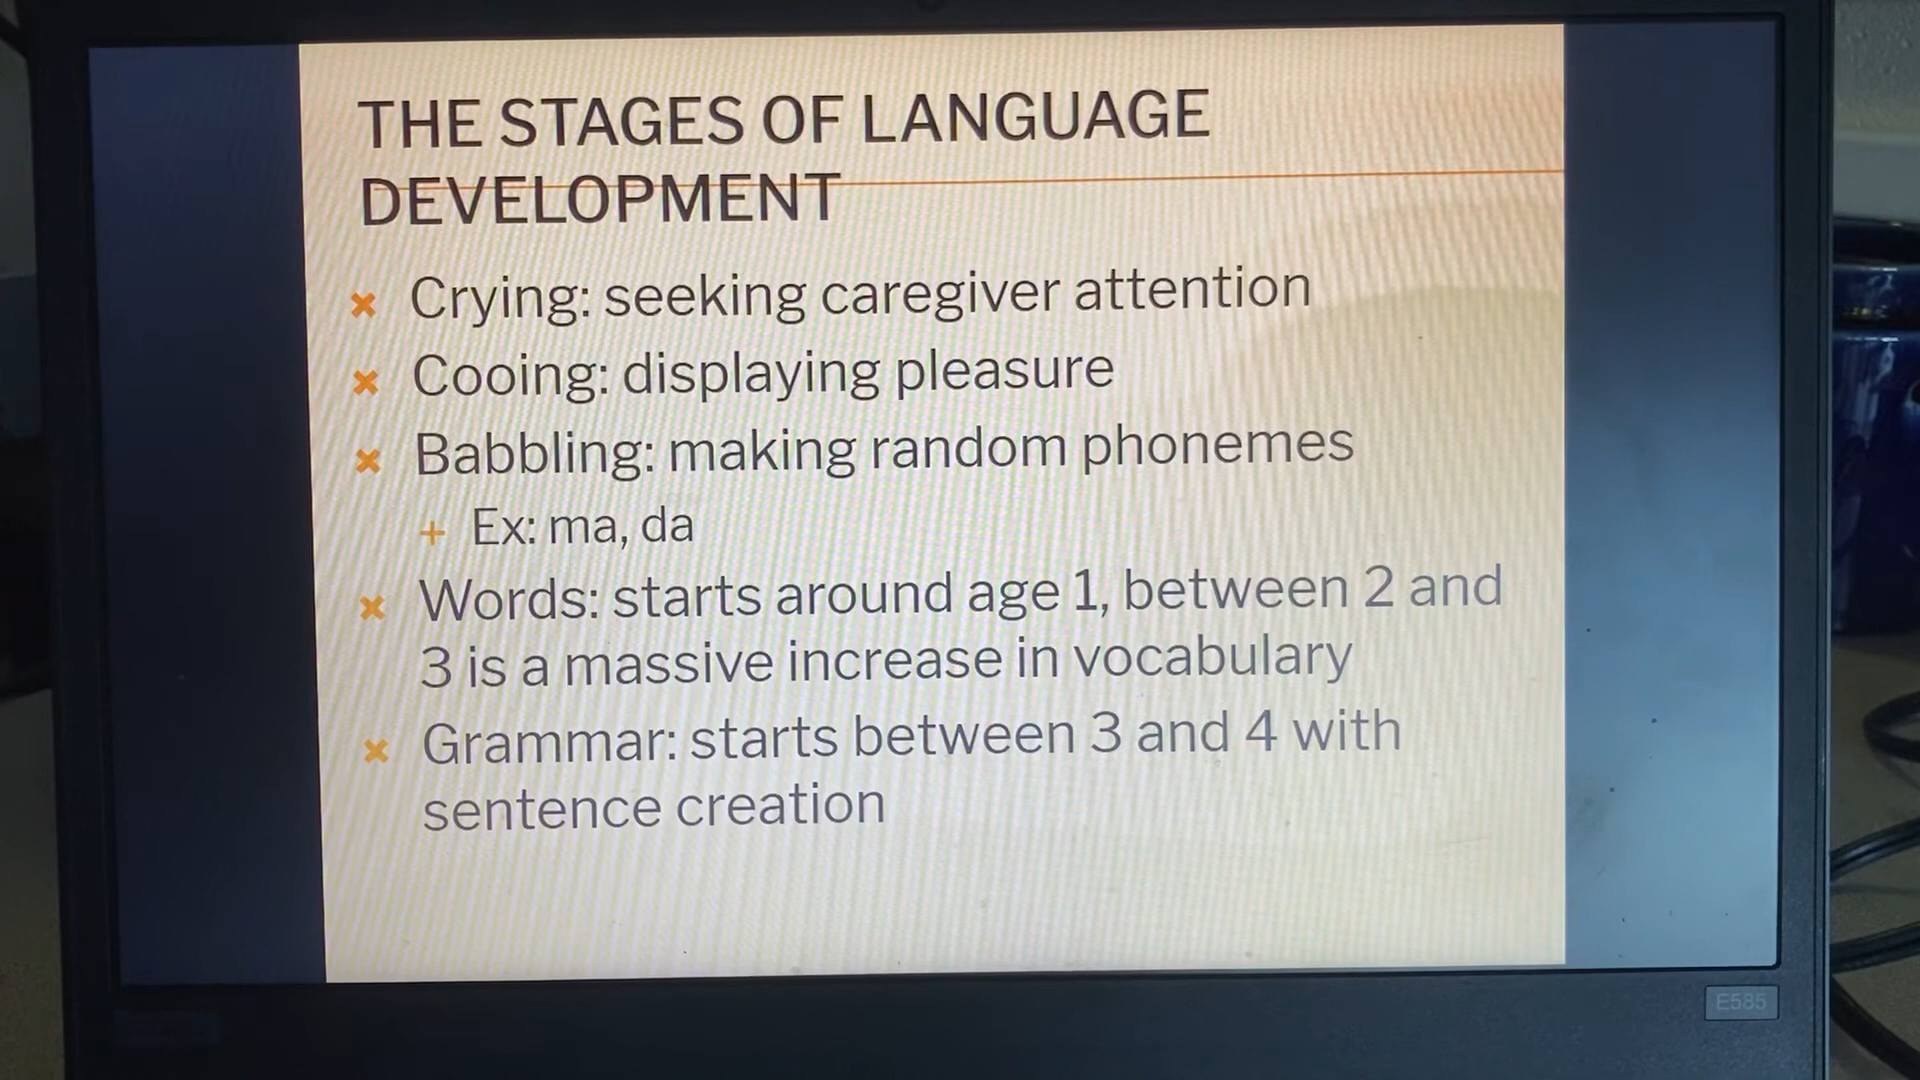 THE STAGES OF LANGUAGE
DEVELOPMENT
Crying: seeking caregiver attention
Cooing: displaying pleasure
Babbling: making random phonemes
+ Ex: ma, da
Words: starts around age 1, between 2 and
3 is a massive increase in vocabulary
Grammar: starts between 3 and 4 with
sentence creation
E585